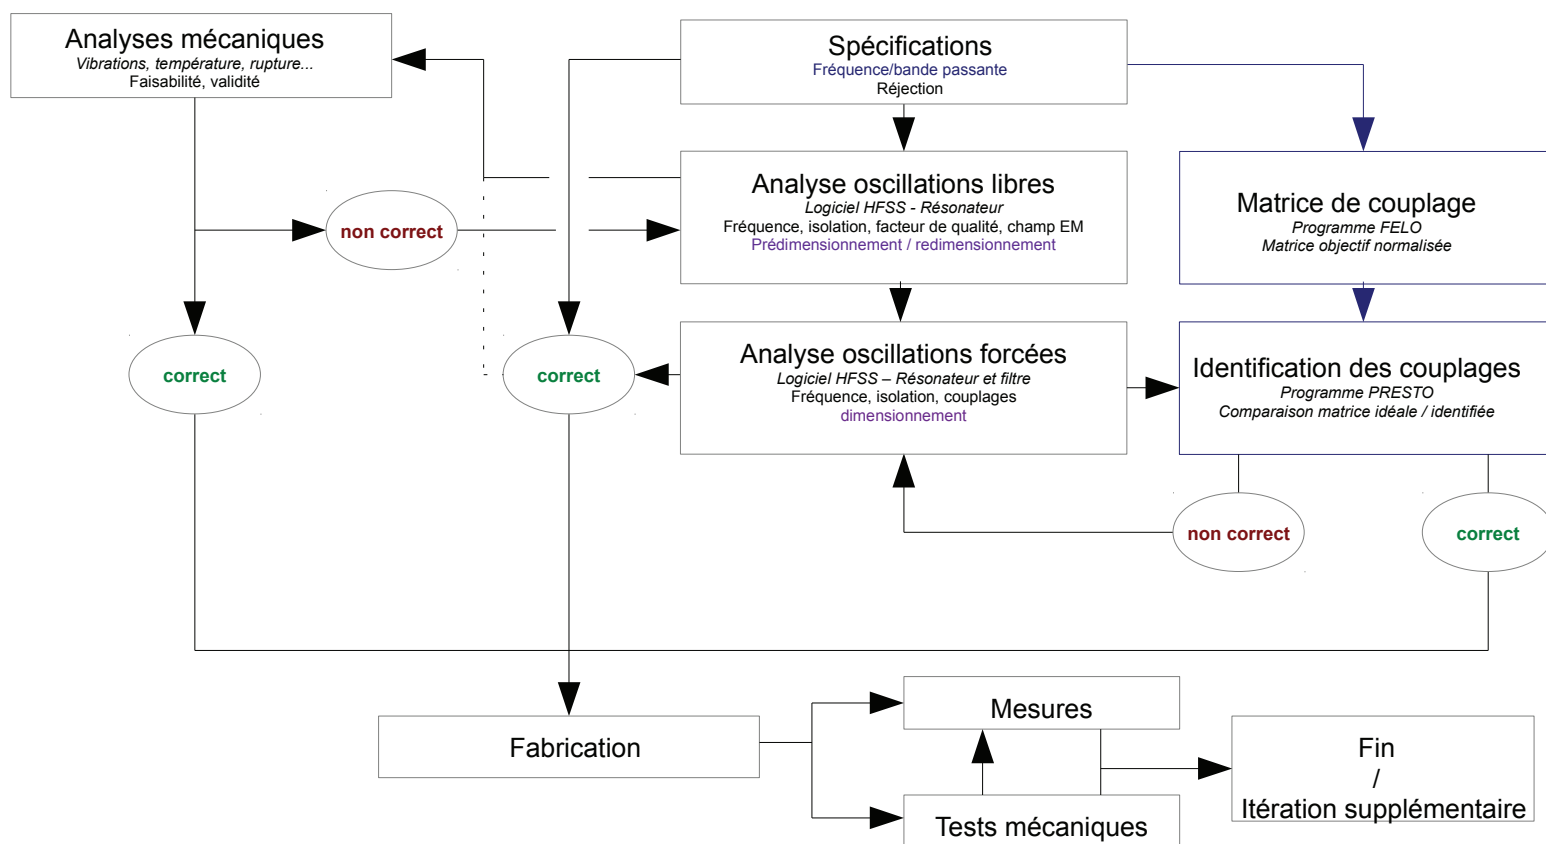 Analyses mécaniques
Vibrations, température, rupture...
Faisabilité, validité
Spécifications
Fréquence/bande passante
Réjection
Analyse oscillations libres
Logiciel HFSS - Résonateur
Fréquence, isolation, facteur de qualité, champ EM
Prédimensionnement / redimensionnement
Matrice de couplage
Programme FELO
Matrice objectif normalisée
non correct
correct
correct
Analyse oscillations forcées
Logiciel HFSS – Résonateur et filtre
Fréquence, isolation, couplages
dimensionnement
Identification des couplages
Programme PRESTO
Comparaison matrice idéale / identifiée
non correct
correct
Fabrication
Mesures
Tests mécaniques
Fin
/
Itération supplémentaire